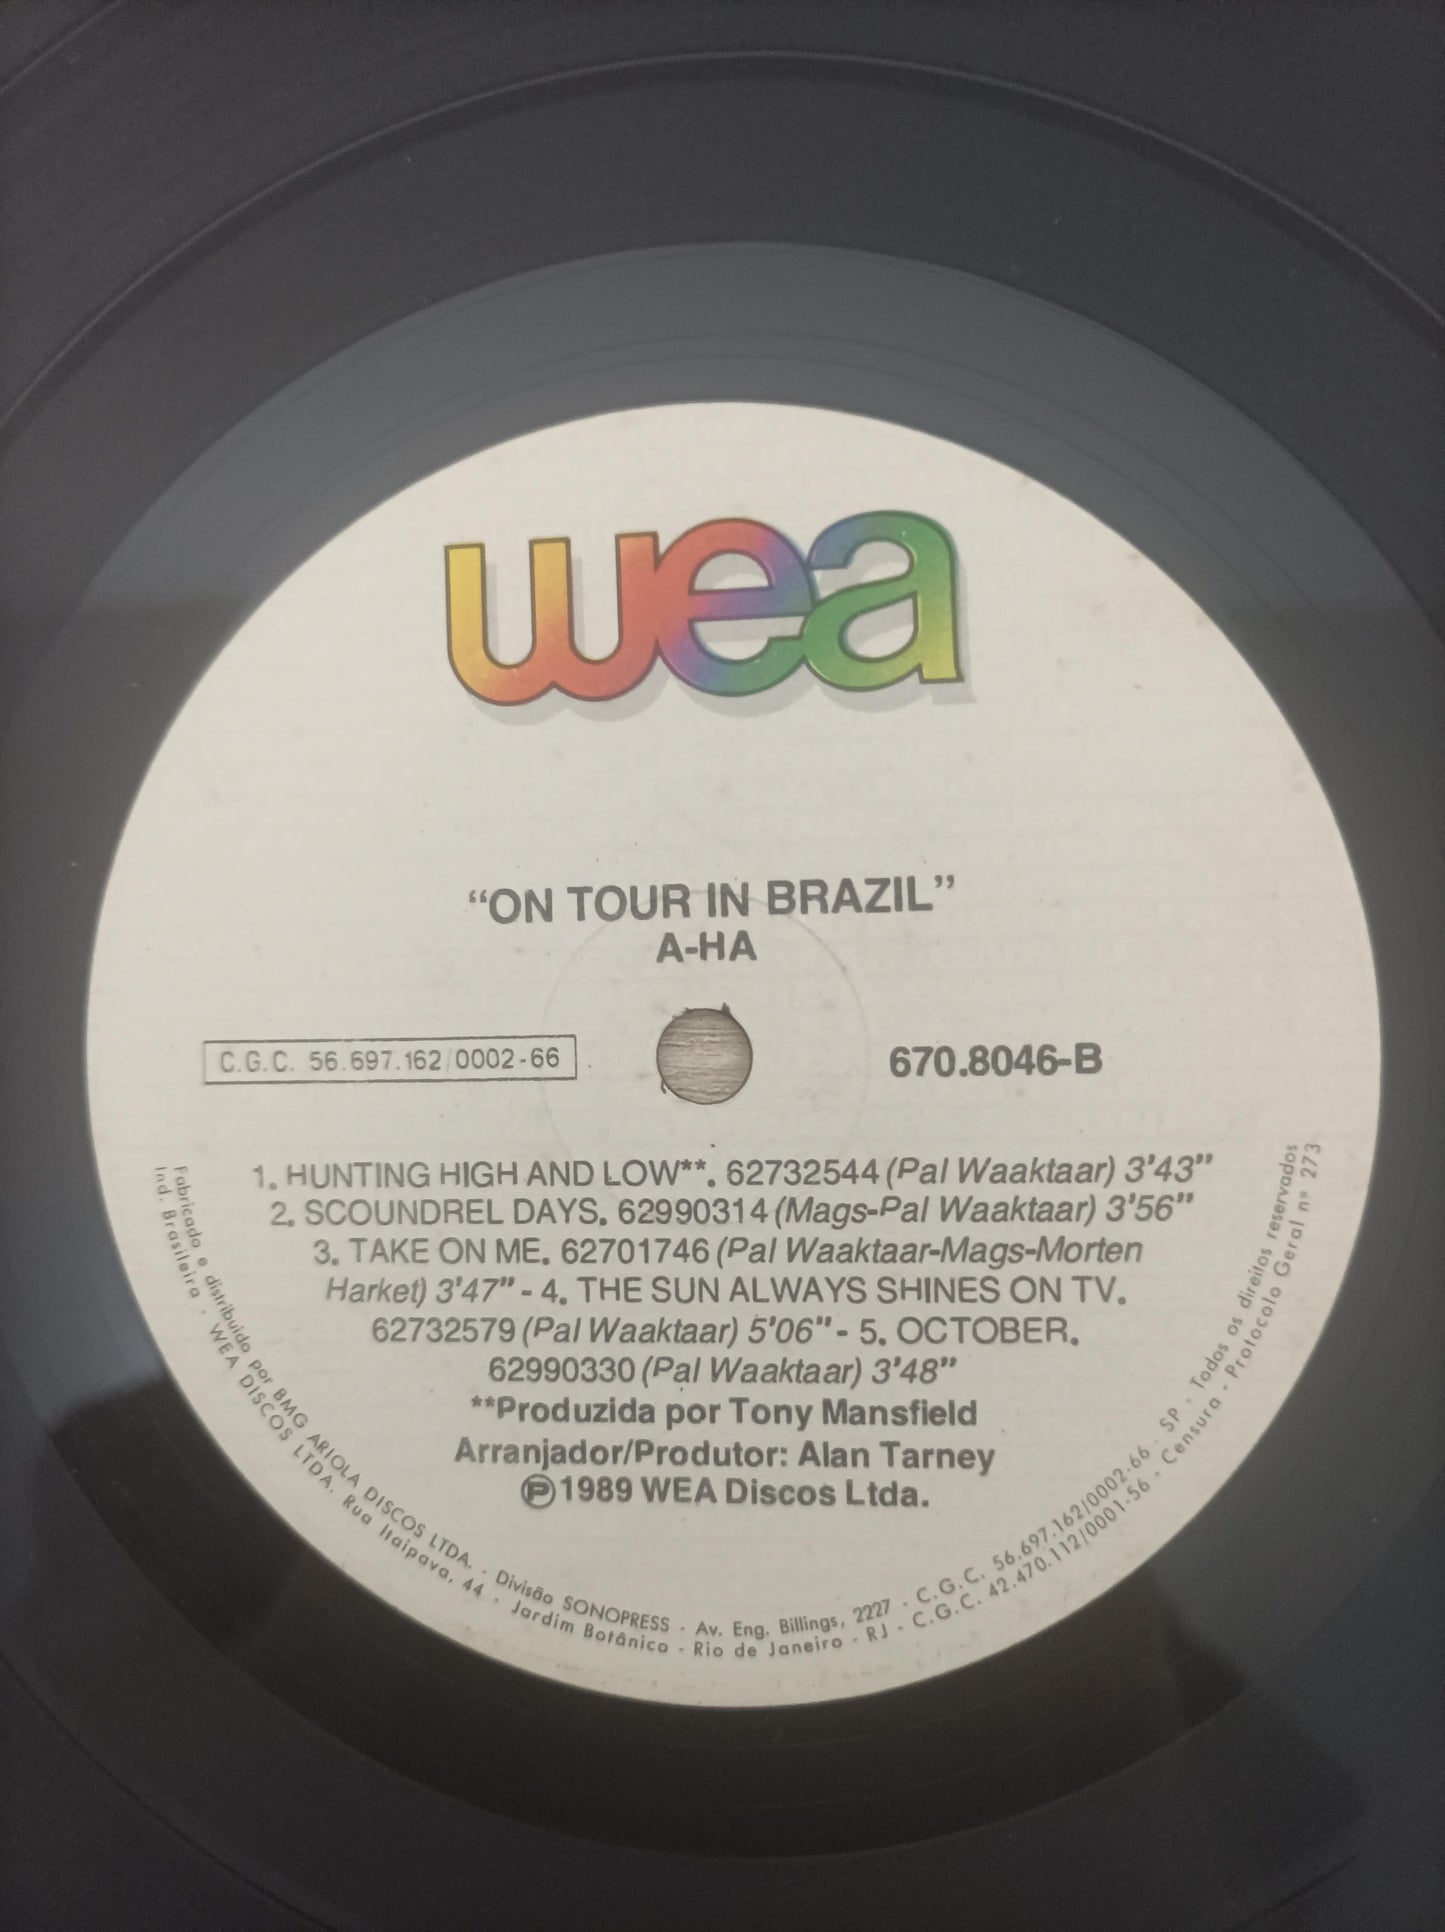 wea
“ON TOUR IN BRAZIL”
A-HA
C.G.C. 56.697.162/0002-66
670.8046-B
1. HUNTING HIGH AND LOW**. 62732544 (Pal Waaktaar) 3'43”
2. SCOUNDREL DAYS. 62990314 (Mags-Pal Waaktaar) 3'56”
3. TAKE ON ME. 62701746 (Pal Waaktaar-Mags-Morten
Harket) 3'47” - 4. THE SUN ALWAYS SHINES ON TV.
62732579 (Pal Waaktaar) 5'06” - 5. OCTOBER.
62990330 (Pal Waaktaar) 3'48”
**Produzida por Tony Mansfield
Arranjador/Produtor: Alan Tarney
Ⓟ1989 WEA Discos Ltda.
Fabricado e distribuído por BMG ARIOLA DISCOS LTDA. - Divisão SONOPRESS - Av. Eng. Billings, 2227 - C.G.C. 56.697.162/0002-66 - SP - Todos os direitos reservados
Ind. Brasileira - WEA DISCOS LTDA. Rua Itaipava, 44 - Jardim Botânico - Rio de Janeiro - RJ - C.G.C. 42.470.112/0001-56 - Censura - Protocolo Geral nº 273